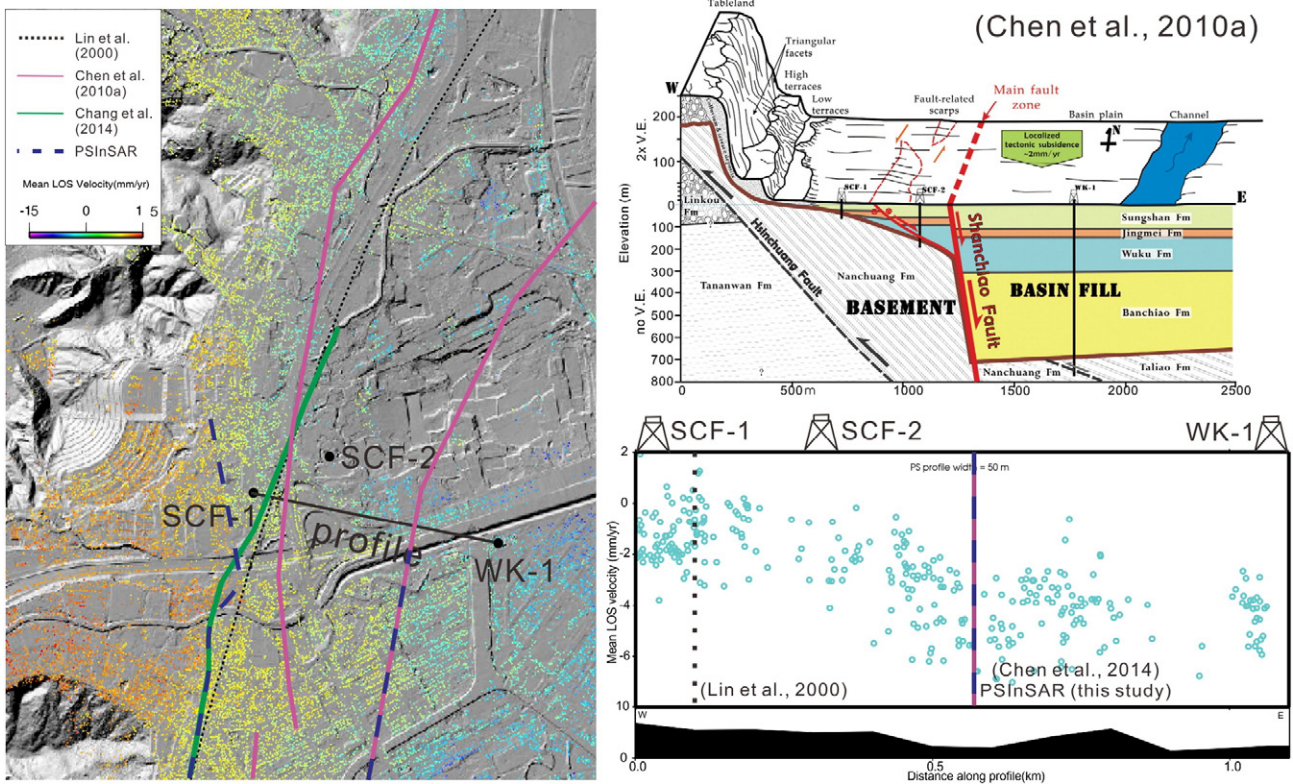 Lin et al.
(2000)
Chen et al.
(2010a)
Chang et al.
(2014)
PSInSAR
Mean LOS Velocity(mm/yr)
-15 0 1 5
SCF-2
SCF-1
profile
WK-1
(Chen et al., 2010a)
Tableland
Triangular
facets
High
terraces
Low
terraces
Fault-related
scarps
Main fault
zone
Basin plain
Channel
Localized
tectonic subsidence
~2mm/yr
N
W
E
SCF-1
SCF-2
WK-1
2x V.E.
no V.E.
Elevation (m)
200
100
0
100
200
300
400
500
600
700
800
0
500m
1000
1500
2000
2500
Linkou
Fm
?
Tananwan Fm
?
Hsinchuang Fault
Nanchuang Fm
BASEMENT
Shanchiao Fault
BASIN FILL
Sungshan Fm
Jingmei Fm
Wuku Fm
Banchiao Fm
Nanchuang Fm
Taliao Fm
SCF-1
SCF-2
WK-1
PS profile width = 50 m
Mean LOS velocity (mm/yr)
2
0
-2
-4
-6
(Lin et al., 2000)
(Chen et al., 2014)
PSInSAR (this study)
10
W
E
0
0.0 0.2 0.4 0.6 0.8 1.0
Distance along profile(km)